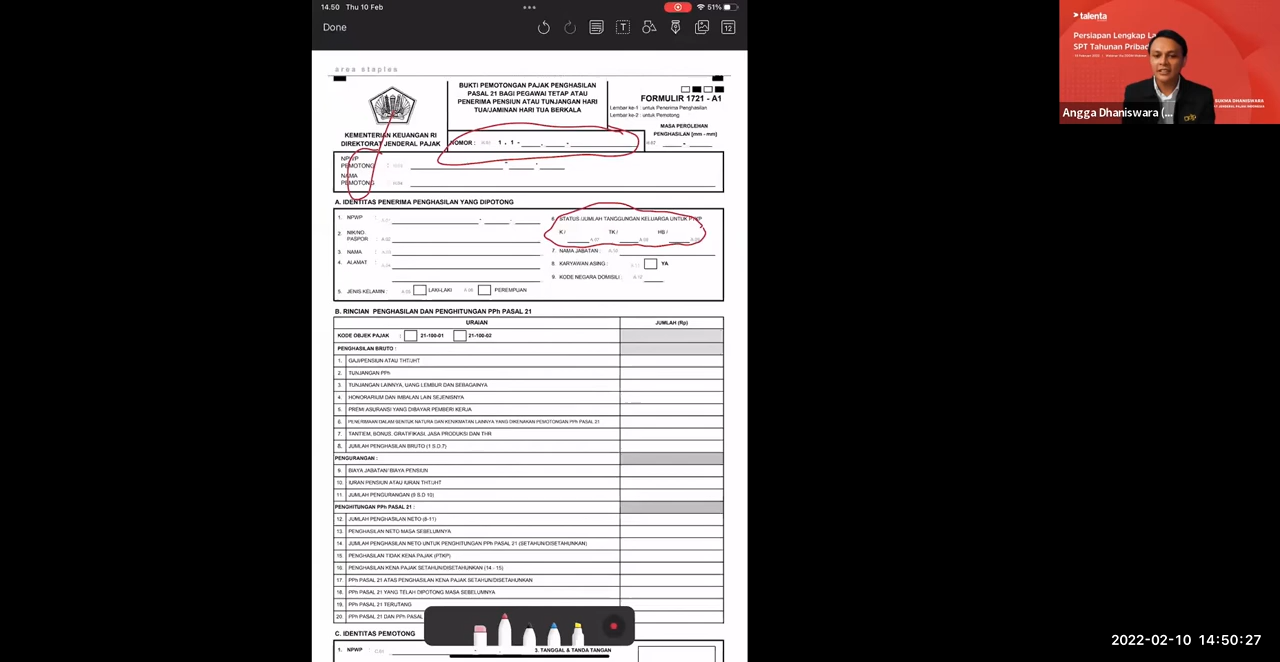 14.50 Thu 10 Feb
51%
Done
T
12
area staples
KEMENTERIAN KEUANGAN RI
DIREKTORAT JENDERAL PAJAK
BUKTI PEMOTONGAN PAJAK PENGHASILAN
PASAL 21 BAGI PEGAWAI TETAP ATAU
PENERIMA PENSIUN ATAU TUNJANGAN HARI
TUA/JAMINAN HARI TUA BERKALA
NOMOR : 1 . 1 -
FORMULIR 1721 - A1
Lembar ke-1 : untuk Penerima Penghasilan
Lembar ke-2 : untuk Pemotong
MASA PEROLEHAN
PENGHASILAN [mm - mm]
NPWP
PEMOTONG :
NAMA
PEMOTONG :
A. IDENTITAS PENERIMA PENGHASILAN YANG DIPOTONG
1. NPWP :
2. NIK/NO.
PASPOR :
3. NAMA :
4. ALAMAT :
5. JENIS KELAMIN : LAKI-LAKI PEREMPUAN
6. STATUS /JUMLAH TANGGUNGAN KELUARGA UNTUK PTKP
K / TK / HB /
7. NAMA JABATAN :
8. KARYAWAN ASING : YA
9. KODE NEGARA DOMISILI :
B. RINCIAN PENGHASILAN DAN PENGHITUNGAN PPh PASAL 21
URAIAN JUMLAH (Rp)
KODE OBJEK PAJAK : 21-100-01 21-100-02
PENGHASILAN BRUTO :
1. GAJI/PENSIUN ATAU THT/JHT
2. TUNJANGAN PPh
3. TUNJANGAN LAINNYA, UANG LEMBUR DAN SEBAGAINYA
4. HONORARIUM DAN IMBALAN LAIN SEJENISNYA
5. PREMI ASURANSI YANG DIBAYAR PEMBERI KERJA
6. PENERIMAAN DALAM BENTUK NATURA DAN KENIKMATAN LAINNYA YANG DIKENAKAN PEMOTONGAN PPh PASAL 21
7. TANTIEM, BONUS, GRATIFIKASI, JASA PRODUKSI DAN THR
8. JUMLAH PENGHASILAN BRUTO (1 S.D.7)
PENGURANGAN :
9. BIAYA JABATAN/ BIAYA PENSIUN
10. IURAN PENSIUN ATAU IURAN THT/JHT
11. JUMLAH PENGURANGAN (9 S.D 10)
PENGHITUNGAN PPh PASAL 21 :
12. JUMLAH PENGHASILAN NETO (8-11)
13. PENGHASILAN NETO MASA SEBELUMNYA
14. JUMLAH PENGHASILAN NETO UNTUK PENGHITUNGAN PPh PASAL 21 (SETAHUN/DISETAHUNKAN)
15. PENGHASILAN TIDAK KENA PAJAK (PTKP)
16. PENGHASILAN KENA PAJAK SETAHUN/DISETAHUNKAN (14 - 15)
17. PPh PASAL 21 ATAS PENGHASILAN KENA PAJAK SETAHUN/DISETAHUNKAN
18. PPh PASAL 21 YANG TELAH DIPOTONG MASA SEBELUMNYA
19. PPh PASAL 21 TERUTANG
20 PPh PASAL 21 DAN PPh PASAL
C. IDENTITAS PEMOTONG
1. NPWP :
3. TANGGAL & TANDA TANGAN
talenta
Persiapan Lengkap La
SPT Tahunan Pribad
SUKMA DHANISWARA
Angga Dhaniswara (...
2022-02-10 14:50:27